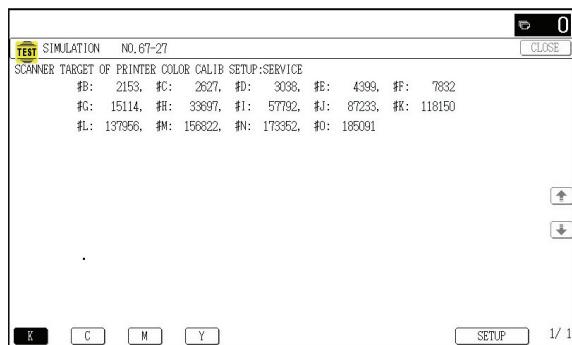 0
TEST SIMULATION NO.67-27 CLOSE
SCANNER TARGET OF PRINTER COLOR CALIB SETUP:SERVICE
#B: 2153, #C: 2627, #D: 3038, #E: 4399, #F: 7832
#G: 15114, #H: 33697, #I: 57792, #J: 87233, #K: 118150
#L: 137956, #M: 156822, #N: 173352, #O: 185091
K C M Y SETUP 1/ 1